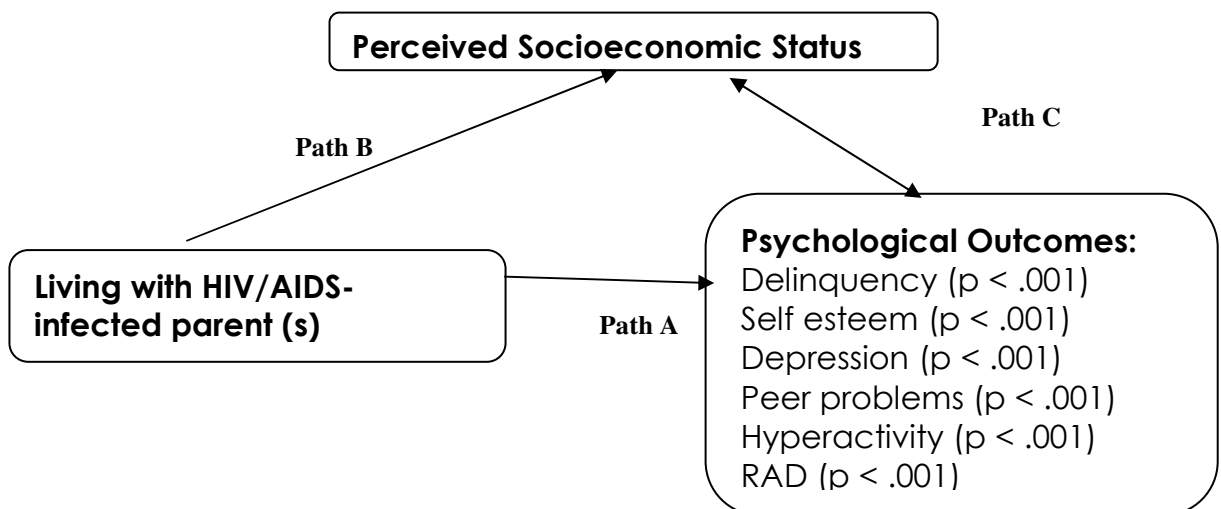 Perceived Socioeconomic Status
Path C
Path B
Psychological Outcomes:
Delinquency (p < .001)
Self esteem (p < .001)
Depression (p < .001)
Peer problems (p < .001)
Hyperactivity (p < .001)
RAD (p < .001)
Living with HIV/AIDS-
infected parent (s)
Path A